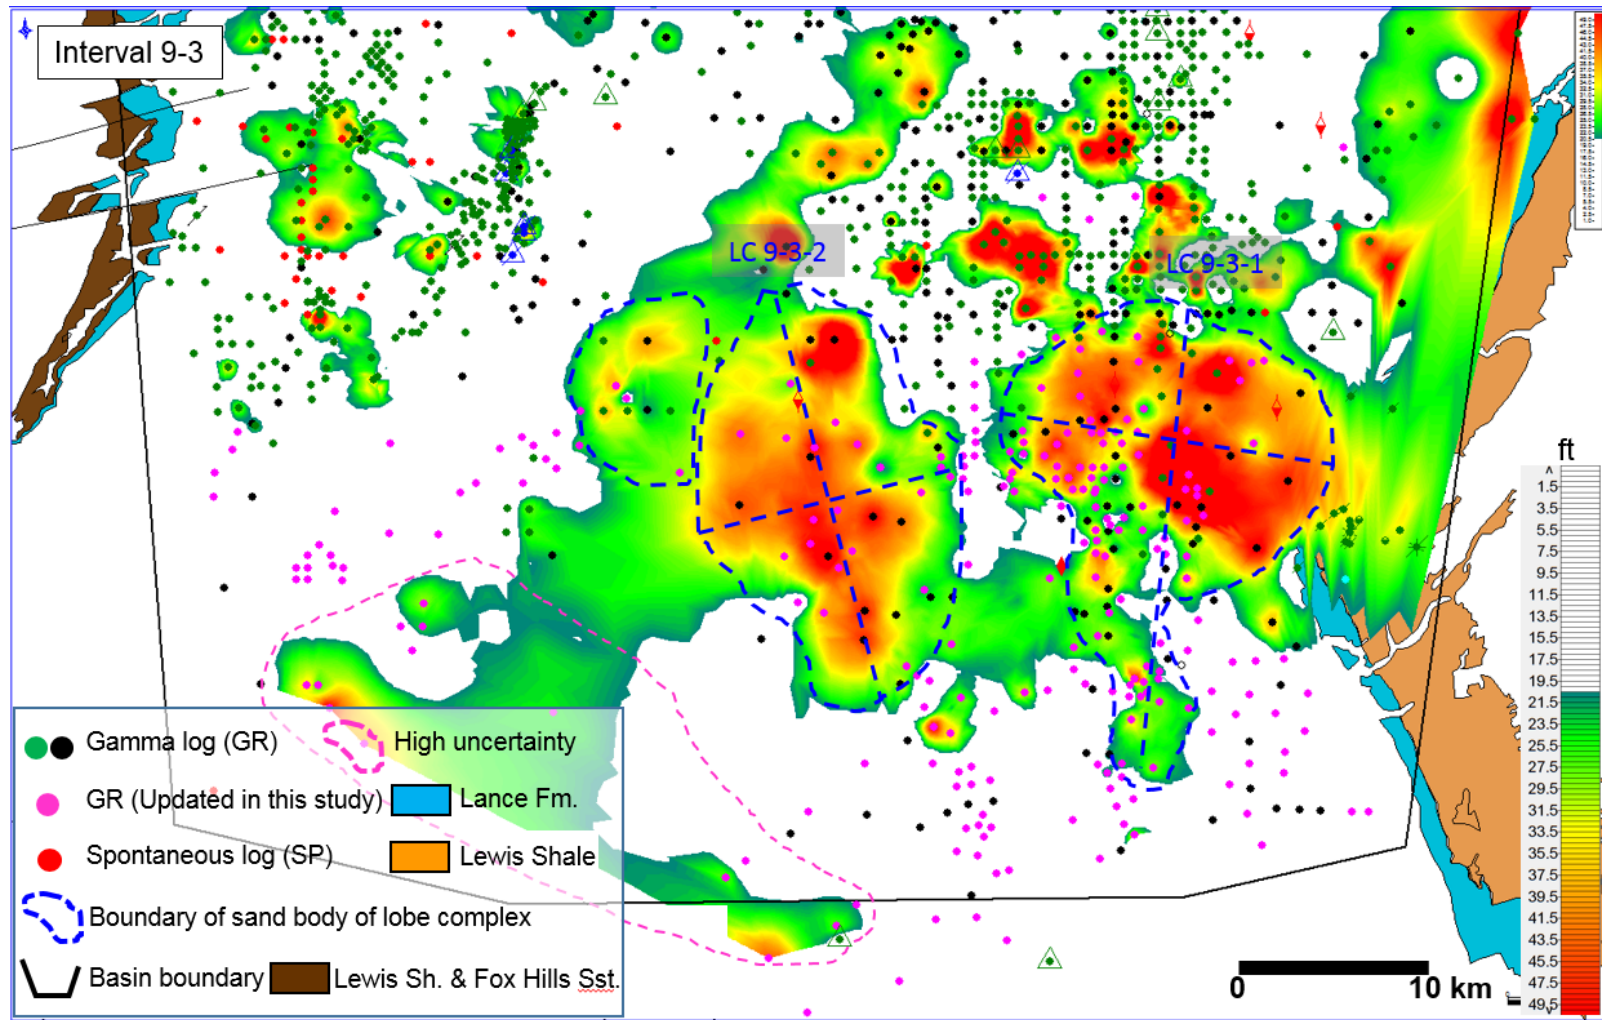 Interval 9-3
LC 9-3-2
LC 9-3-1
ft
1.5
3.5
5.5
7.5
9.5
11.5
13.5
15.5
17.5
19.5
21.5
23.5
25.5
27.5
29.5
31.5
33.5
35.5
37.5
39.5
41.5
43.5
45.5
47.5
49.5
Gamma log (GR)
High uncertainty
GR (Updated in this study)
Lance Fm.
Spontaneous log (SP)
Lewis Shale
Boundary of sand body of lobe complex
Basin boundary
Lewis Sh. & Fox Hills Sst.
0 10 km